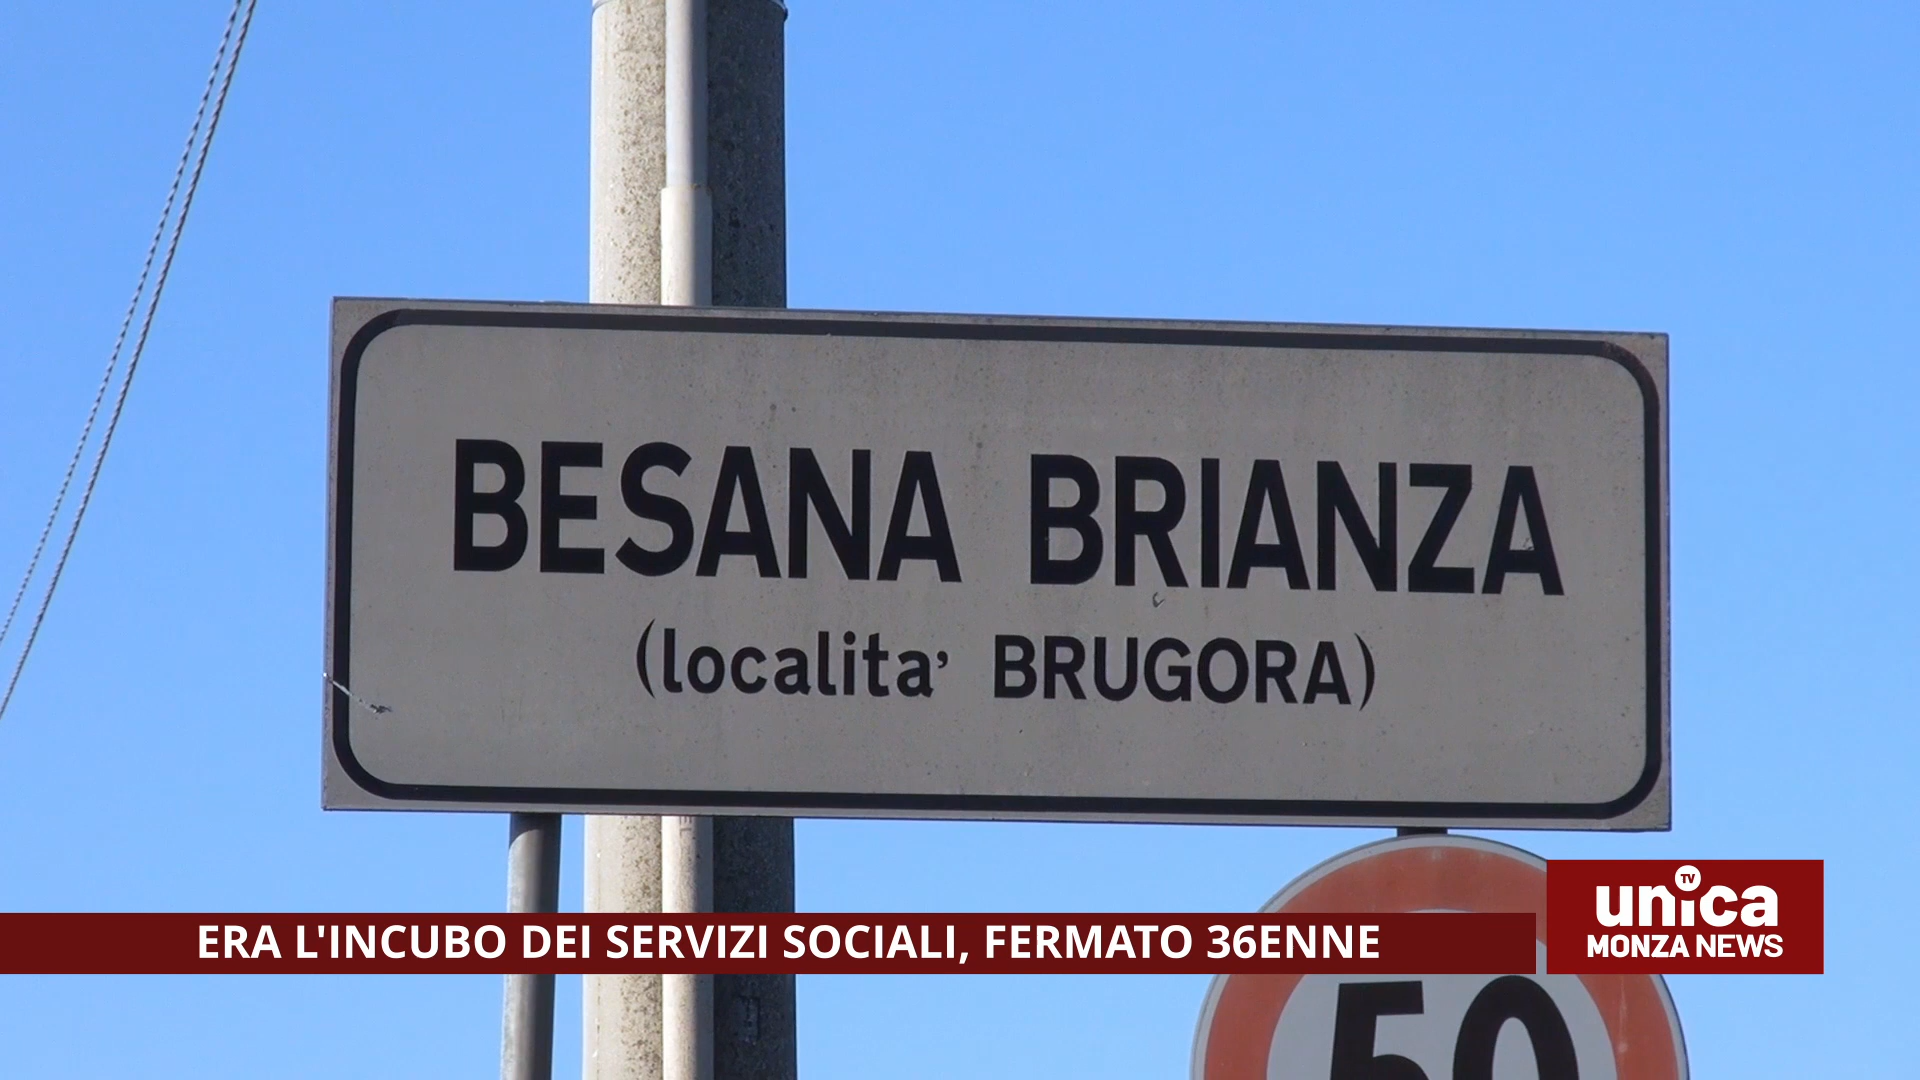 BESANA BRIANZA
(localita' BRUGORA)
50
ERA L'INCUBO DEI SERVIZI SOCIALI, FERMATO 36ENNE
TV
unica
MONZA NEWS